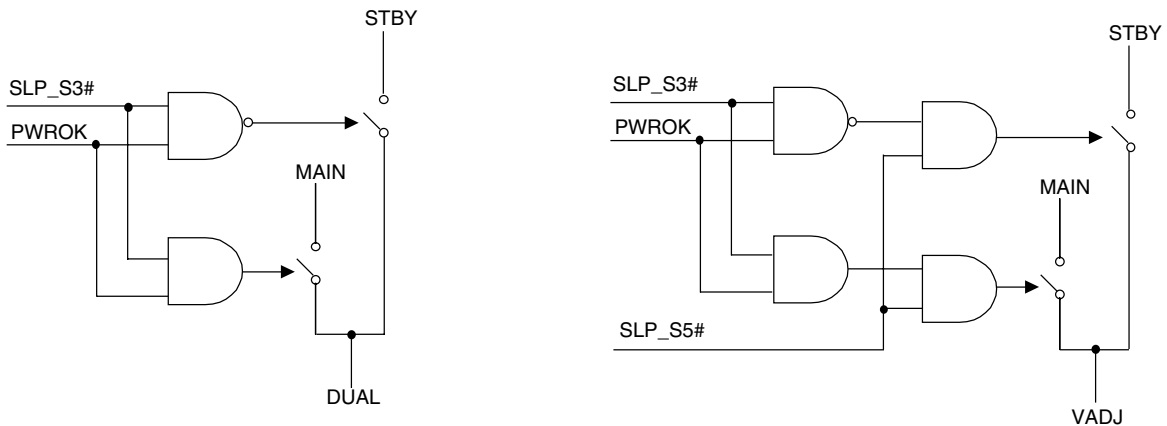 STBY
SLP_S3#
PWROK
MAIN
DUAL
STBY
SLP_S3#
PWROK
MAIN
SLP_S5#
VADJ